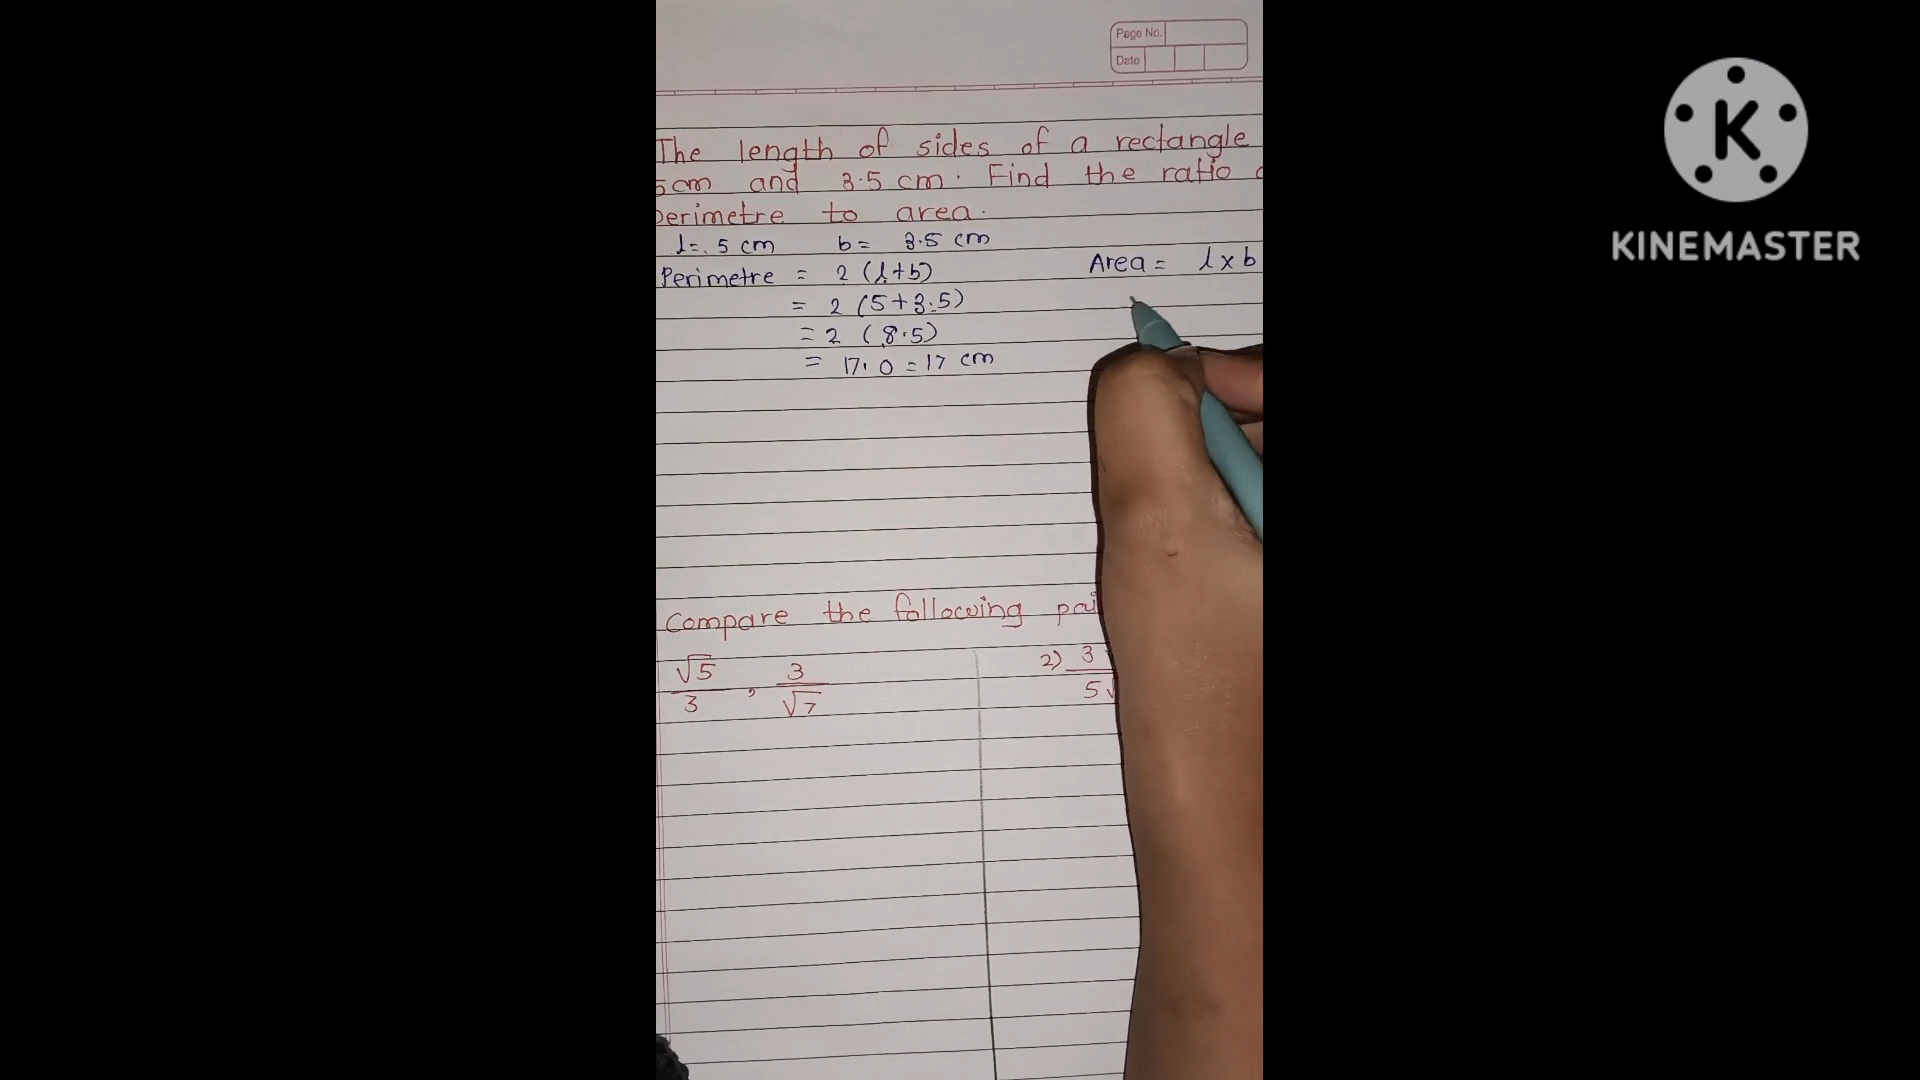 Page No.
Date
The length of sides of a rectangle
5cm and 3.5 cm. Find the ratio
perimetre to area.
l = 5 cm b = 3.5 cm
Perimetre = 2 (l+b)
Area = l x b
= 2 (5+3.5)
= 2 (8.5)
= 17.0 = 17 cm
Compare the following
√5/3 , 3/√7
2) 3
5√
K
KINEMASTER